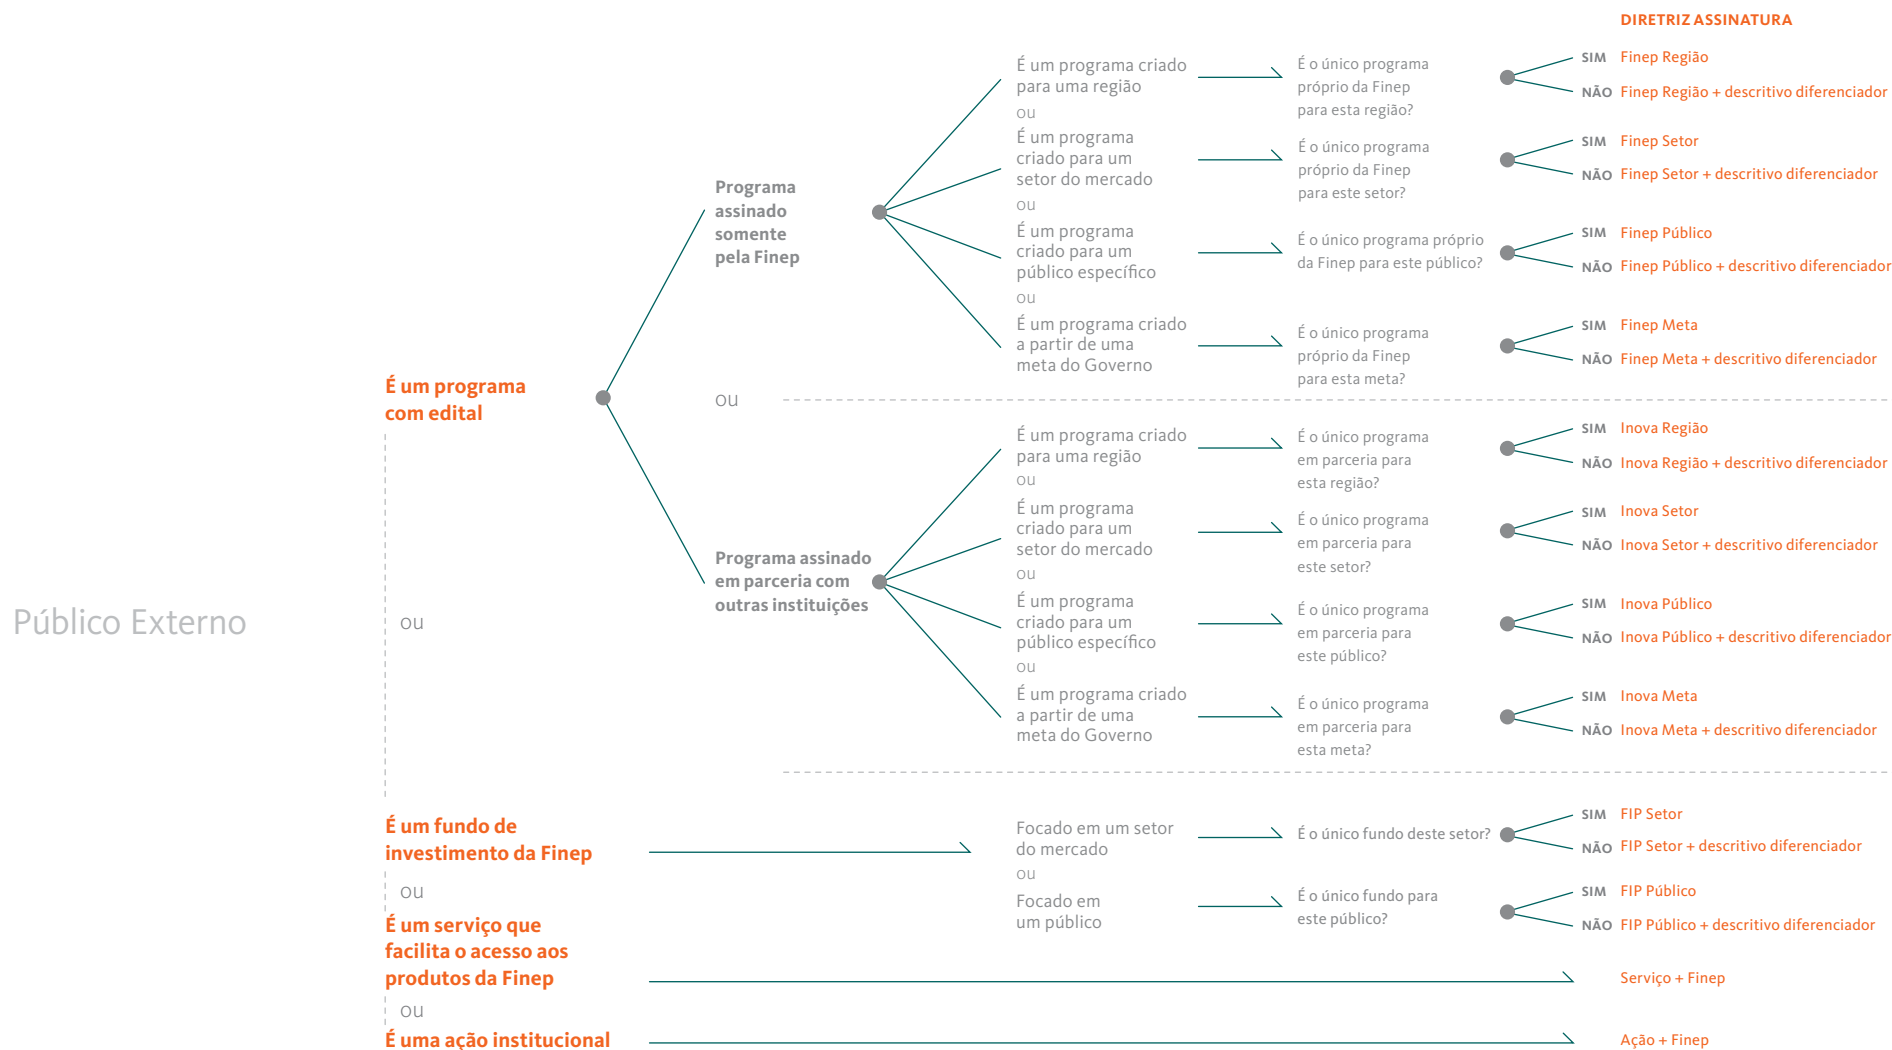 DIRETRIZ ASSINATURA
Público Externo
É um programa
com edital
Programa
assinado
somente
pela Finep
É um programa criado
para uma região
É o único programa
próprio da Finep
para esta região?
SIM Finep Região
NÃO Finep Região + descritivo diferenciador
ou
É um programa
criado para um
setor do mercado
É o único programa
próprio da Finep
para este setor?
SIM Finep Setor
NÃO Finep Setor + descritivo diferenciador
ou
É um programa
criado para um
público específico
É o único programa próprio
da Finep para este público?
SIM Finep Público
NÃO Finep Público + descritivo diferenciador
ou
É um programa criado
a partir de uma
meta do Governo
É o único programa
próprio da Finep
para esta meta?
SIM Finep Meta
NÃO Finep Meta + descritivo diferenciador
ou
Programa assinado
em parceria com
outras instituições
É um programa criado
para uma região
É o único programa
em parceria para
esta região?
SIM Inova Região
NÃO Inova Região + descritivo diferenciador
ou
É um programa
criado para um
setor do mercado
É o único programa
em parceria para
este setor?
SIM Inova Setor
NÃO Inova Setor + descritivo diferenciador
ou
É um programa
criado para um
público específico
É o único programa
em parceria para
este público?
SIM Inova Público
NÃO Inova Público + descritivo diferenciador
ou
É um programa criado
a partir de uma
meta do Governo
É o único programa
em parceria para
esta meta?
SIM Inova Meta
NÃO Inova Meta + descritivo diferenciador
ou
É um fundo de
investimento da Finep
Focado em um setor
do mercado
É o único fundo deste setor?
SIM FIP Setor
NÃO FIP Setor + descritivo diferenciador
ou
Focado em
um público
É o único fundo para
este público?
SIM FIP Público
NÃO FIP Público + descritivo diferenciador
ou
É um serviço que
facilita o acesso aos
produtos da Finep
Serviço + Finep
ou
É uma ação institucional
Ação + Finep